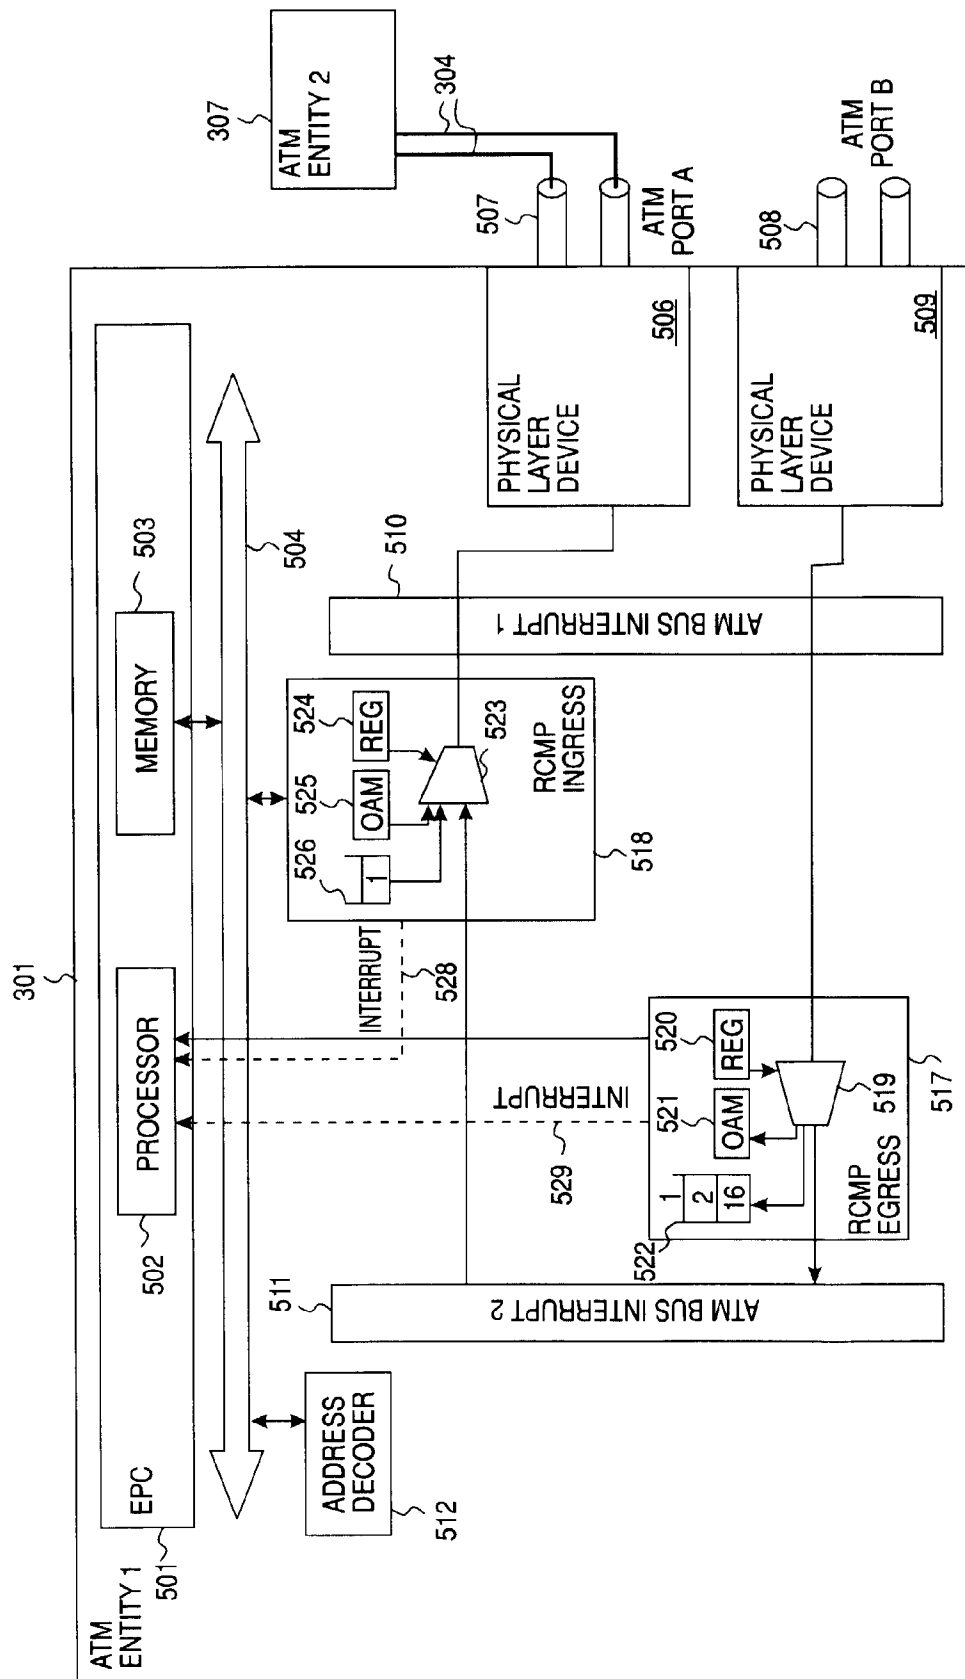 301
ATM
ENTITY 1
501
EPC
502
PROCESSOR
MEMORY
503
504
512
ADDRESS
DECODER
511
ATM BUS INTERRUPT 2
INTERRUPT
529
INTERRUPT
528
526
1
525
OAM
524
REG
523
RCMP
INGRESS
518
522
1
2
16
521
OAM
520
REG
519
RCMP
EGRESS
517
510
ATM BUS INTERRUPT 1
PHYSICAL
LAYER
DEVICE
506
PHYSICAL
LAYER
DEVICE
509
307
ATM
ENTITY 2
304
507
ATM
PORT A
508
ATM
PORT B